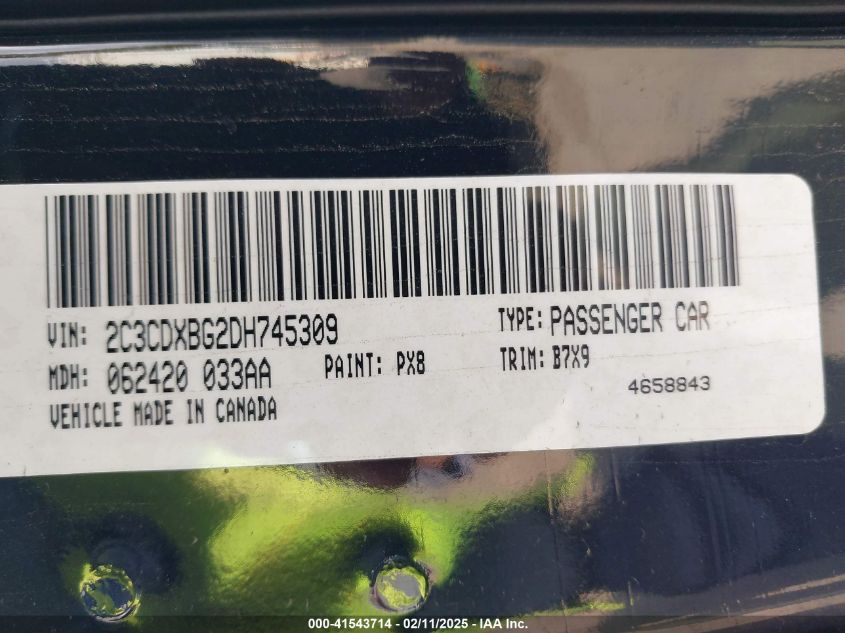 VIN: 2C3CDXBG2DH745309 TYPE: PASSENGER CAR
MDH: 062420 033AA PAINT: PX8 TRIM: B7X9
VEHICLE MADE IN CANADA 4658843
000-41543714 - 02/11/2025 - IAA Inc.